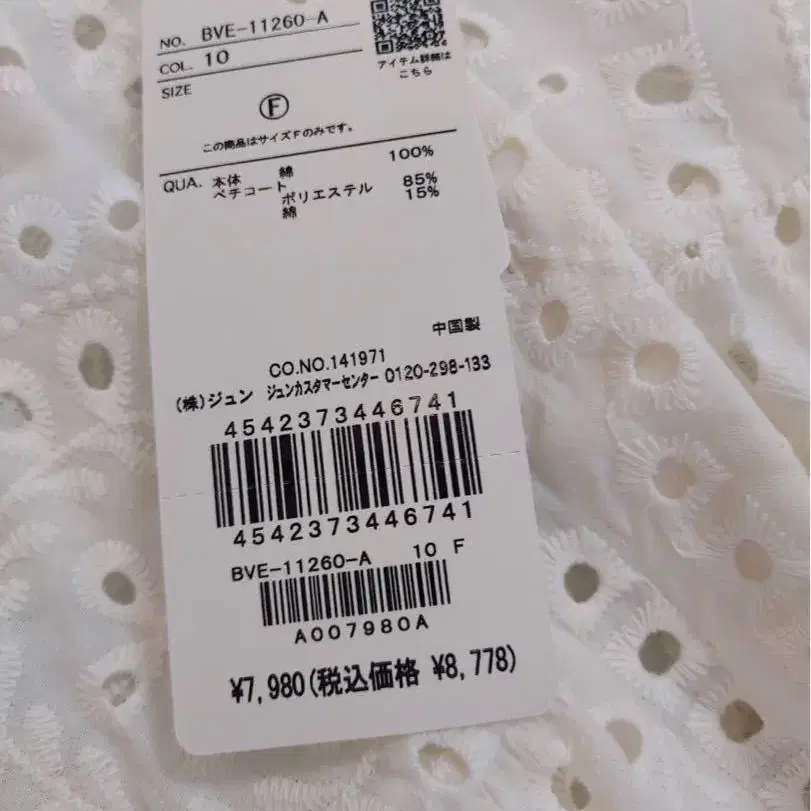 NO. BVE-11260-A
COL. 10
アイテム詳細は
こちら
SIZE
Ⓕ
この商品はサイズFのみです。
QUA. 本体 綿 100%
ペチコート ポリエステル 85%
綿 15%
中国製
CO.NO.141971
(株)ジュン ジュンカスタマーセンター 0120-298-133
4542373446741
4542373446741
BVE-11260-A 10 F
A007980A
¥7,980(税込価格 ¥8,778)